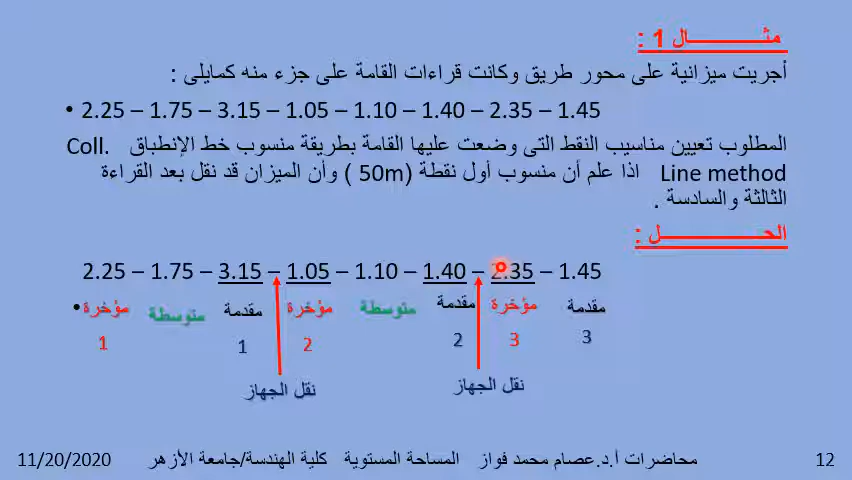 مثـــــــــــــال 1 :
أجريت ميزانية على محور طريق وكانت قراءات القامة على جزء منه كمايلى :
• 2.25 – 1.75 – 3.15 – 1.05 – 1.10 – 1.40 – 2.35 – 1.45
المطلوب تعيين مناسيب النقط التى وضعت عليها القامة بطريقة منسوب خط الإنطباق Coll.
Line method اذا علم أن منسوب أول نقطة (50m ) وأن الميزان قد نقل بعد القراءة
الثالثة والسادسة .
الحـــــــــــــــل :
2.25 – 1.75 – 3.15 – 1.05 – 1.10 – 1.40 – 2.35 – 1.45
• مؤخرة متوسطة مقدمة مؤخرة متوسطة مقدمة مؤخرة مقدمة
1 1 2 2 3 3
نقل الجهاز نقل الجهاز
11/20/2020 محاضرات أ.د.عصام محمد فواز المساحة المستوية كلية الهندسة/جامعة الأزهر 12